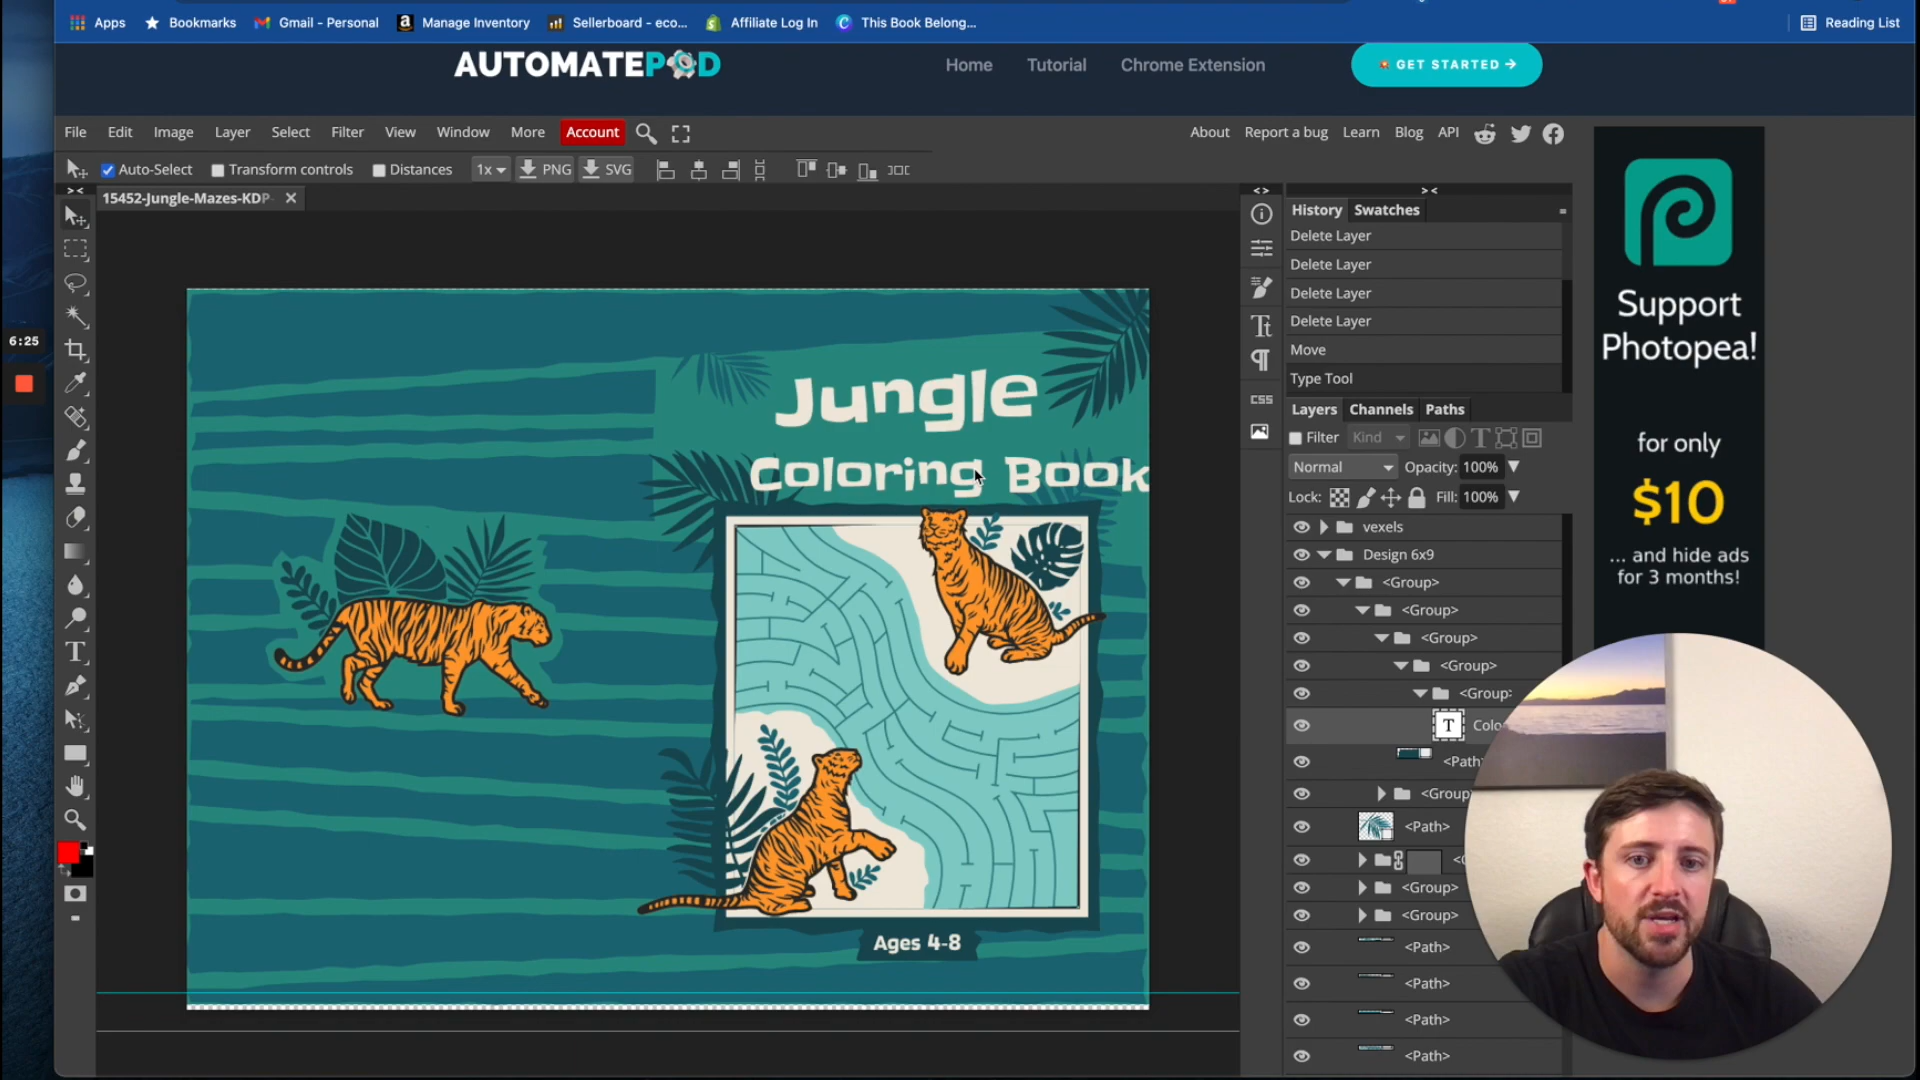 Apps Bookmarks Gmail - Personal Manage Inventory Sellerboard - eco... Affiliate Log In This Book Belong... Reading List
AUTOMATEPOD Home Tutorial Chrome Extension GET STARTED →
File Edit Image Layer Select Filter View Window More Account About Report a bug Learn Blog API
Auto-Select Transform controls Distances 1x PNG SVG
15452-Jungle-Mazes-KDP-
History Swatches
Delete Layer
Delete Layer
Delete Layer
Delete Layer
Move
Type Tool
Layers Channels Paths
Filter Kind
Normal Opacity: 100%
Lock: Fill: 100%
vexels
Design 6x9
<Group>
<Group>
<Group>
<Group>
<Group>
Colo
<Path>
<Group>
<Path>
<Group>
<Group>
<Path>
<Path>
<Path>
<Path>
CSS
6:25
Jungle
Coloring Book
Ages 4-8
Support
Photopea!
for only
$10
... and hide ads
for 3 months!